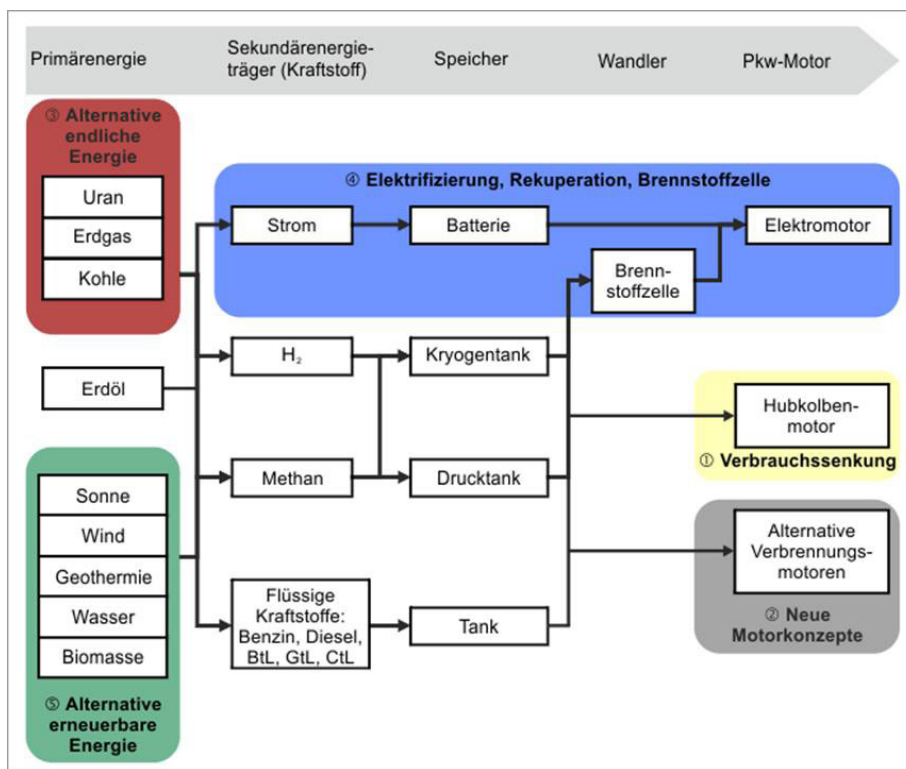 Primärenergie
Sekundärenergie-
träger (Kraftstoff)
Speicher
Wandler
Pkw-Motor
③ Alternative
endliche
Energie
Uran
Erdgas
Kohle
Erdöl
Sonne
Wind
Geothermie
Wasser
Biomasse
⑤ Alternative
erneuerbare
Energie
④ Elektrifizierung, Rekuperation, Brennstoffzelle
Strom
Batterie
Elektromotor
Brenn-
stoffzelle
H₂
Kryogentank
Hubkolben-
motor
① Verbrauchssenkung
Methan
Drucktank
Alternative
Verbrennungs-
motoren
② Neue
Motorkonzepte
Flüssige
Kraftstoffe:
Benzin, Diesel,
BtL, GtL, CtL
Tank